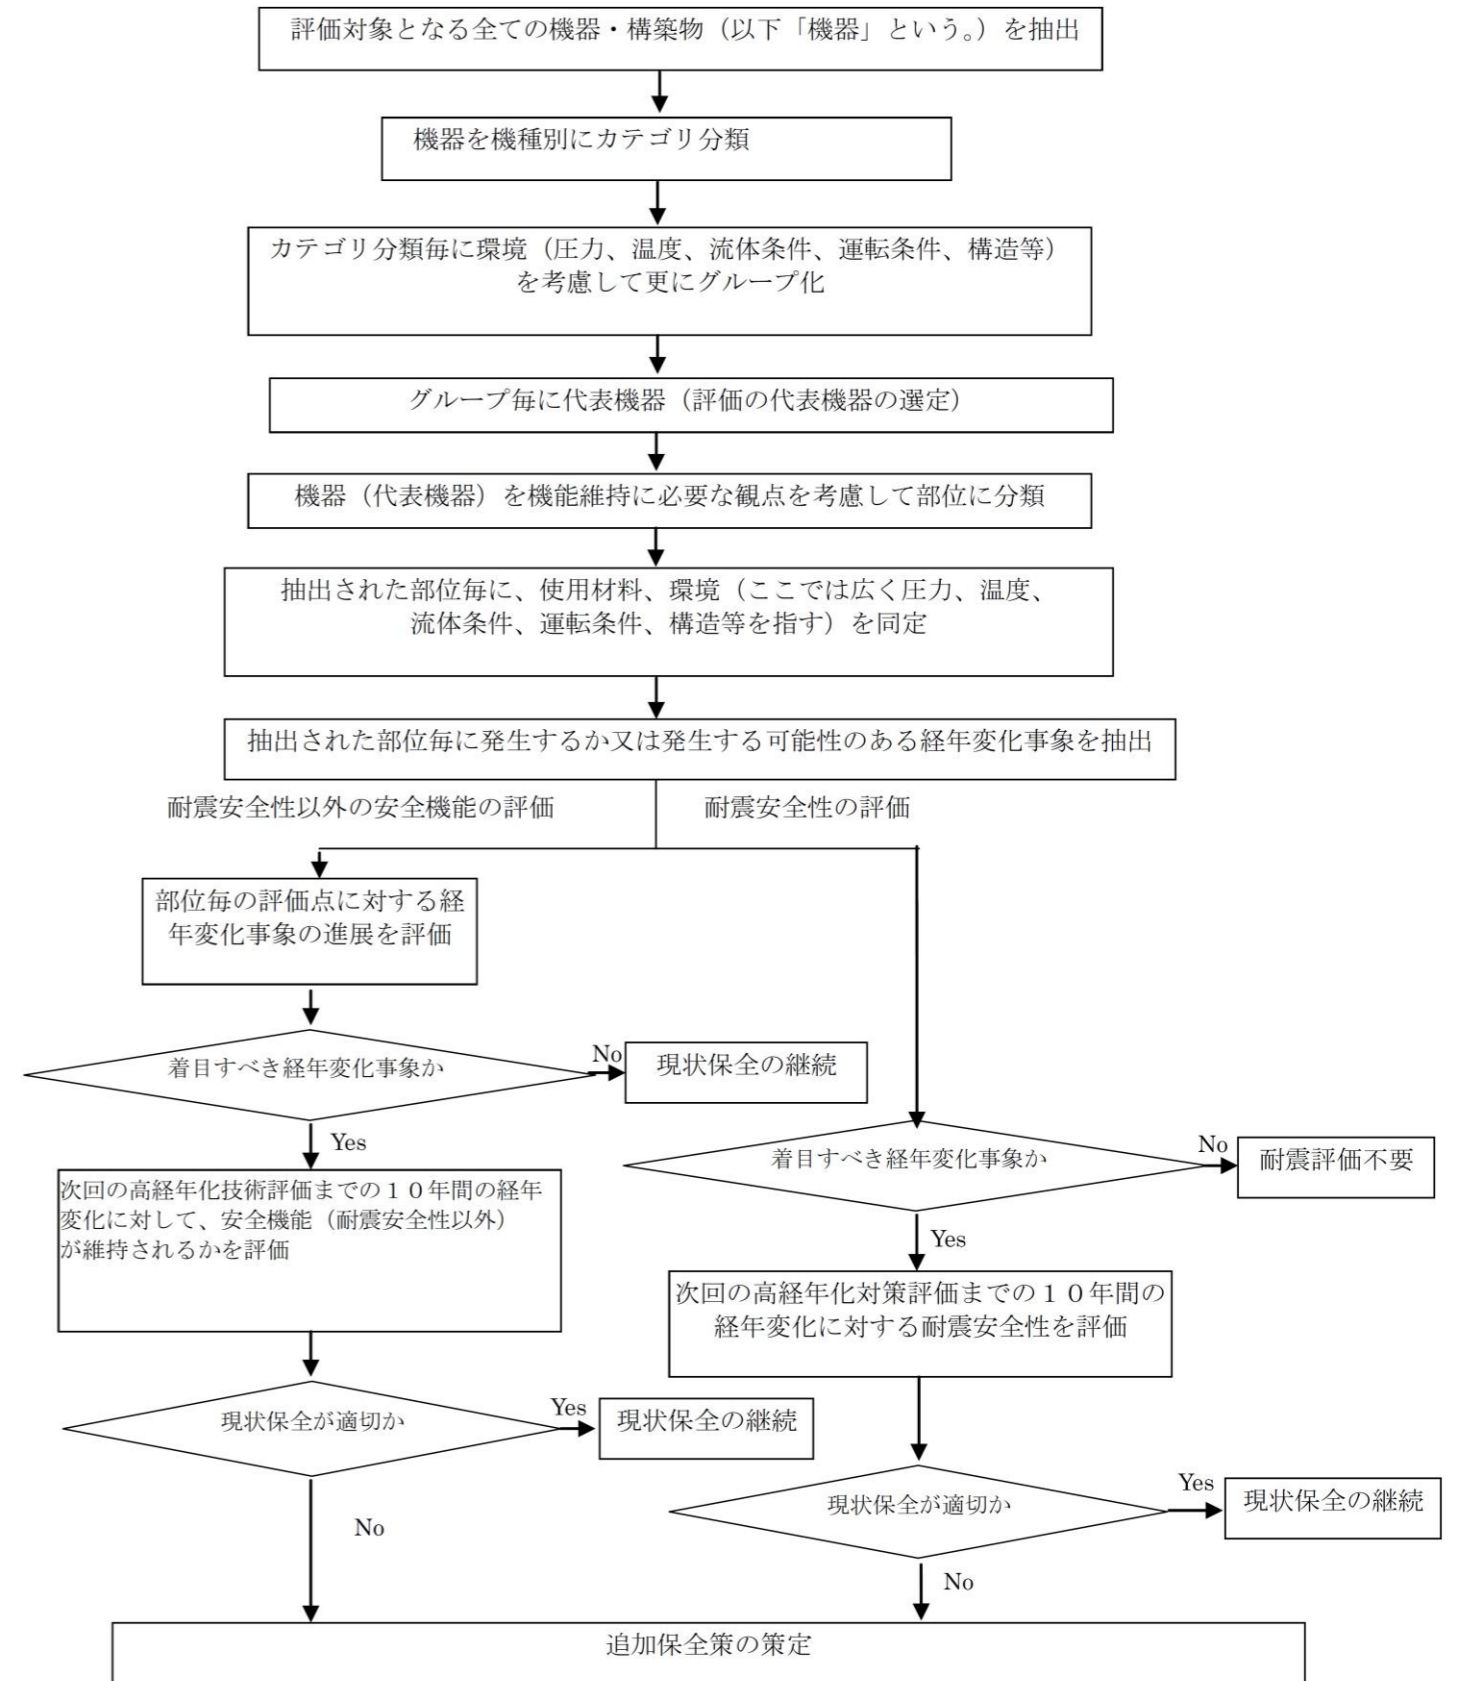 評価対象となる全ての機器・構築物（以下「機器」という。）を抽出
機器を機種別にカテゴリ分類
カテゴリ分類毎に環境（圧力、温度、流体条件、運転条件、構造等）
を考慮して更にグループ化
グループ毎に代表機器（評価の代表機器の選定）
機器（代表機器）を機能維持に必要な観点を考慮して部位に分類
抽出された部位毎に、使用材料、環境（ここでは広く圧力、温度、
流体条件、運転条件、構造等を指す）を同定
抽出された部位毎に発生するか又は発生する可能性のある経年変化事象を抽出
耐震安全性以外の安全機能の評価
耐震安全性の評価
部位毎の評価点に対する経
年変化事象の進展を評価
着目すべき経年変化事象か
No
現状保全の継続
Yes
次回の高経年化技術評価までの１０年間の経年
変化に対して、安全機能（耐震安全性以外）
が維持されるかを評価
現状保全が適切か
Yes
現状保全の継続
No
着目すべき経年変化事象か
No
耐震評価不要
Yes
次回の高経年化対策評価までの１０年間の
経年変化に対する耐震安全性を評価
現状保全が適切か
Yes
現状保全の継続
No
追加保全策の策定